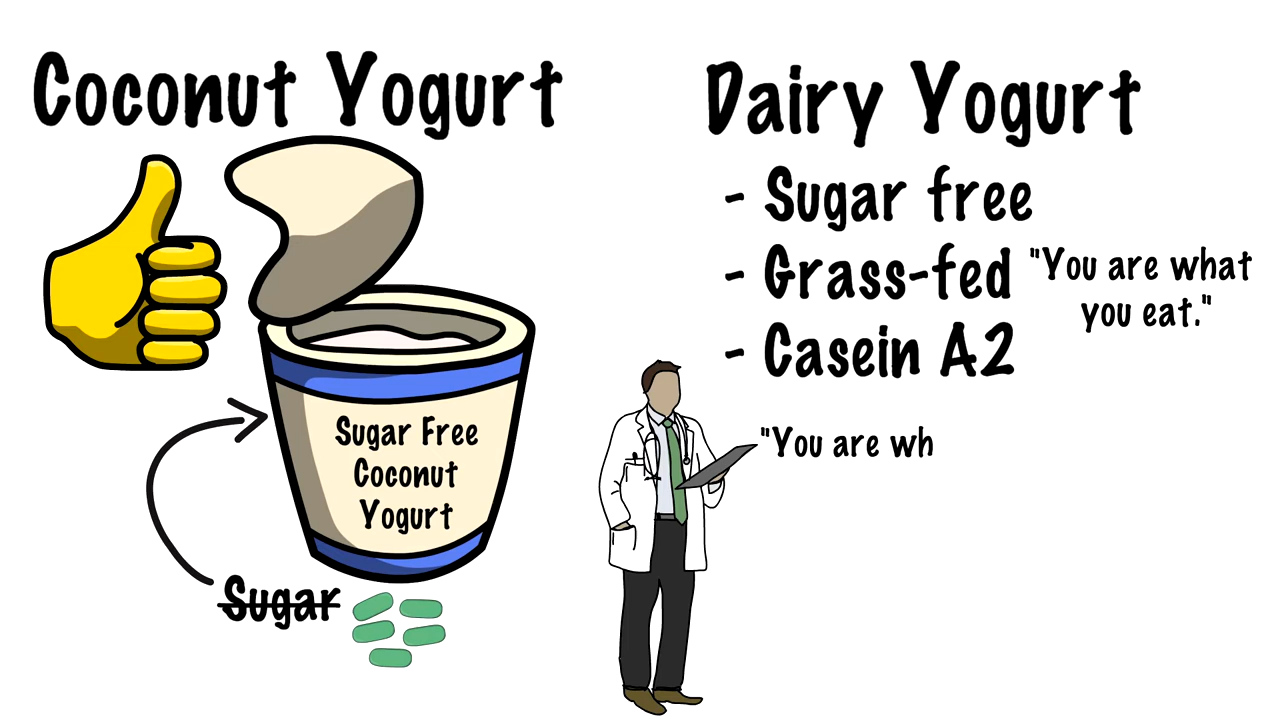 Coconut Yogurt
Sugar Free
Coconut
Yogurt
Sugar
Dairy Yogurt
- Sugar free
- Grass-fed
"You are what
you eat."
- Casein A2
"You are wh